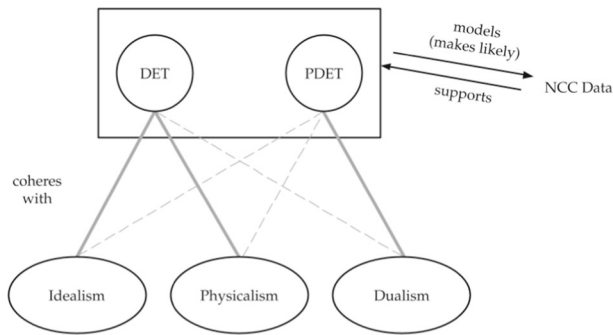 models
(makes likely)
DET
PDET
supports
NCC Data
coheres
with
Idealism
Physicalism
Dualism